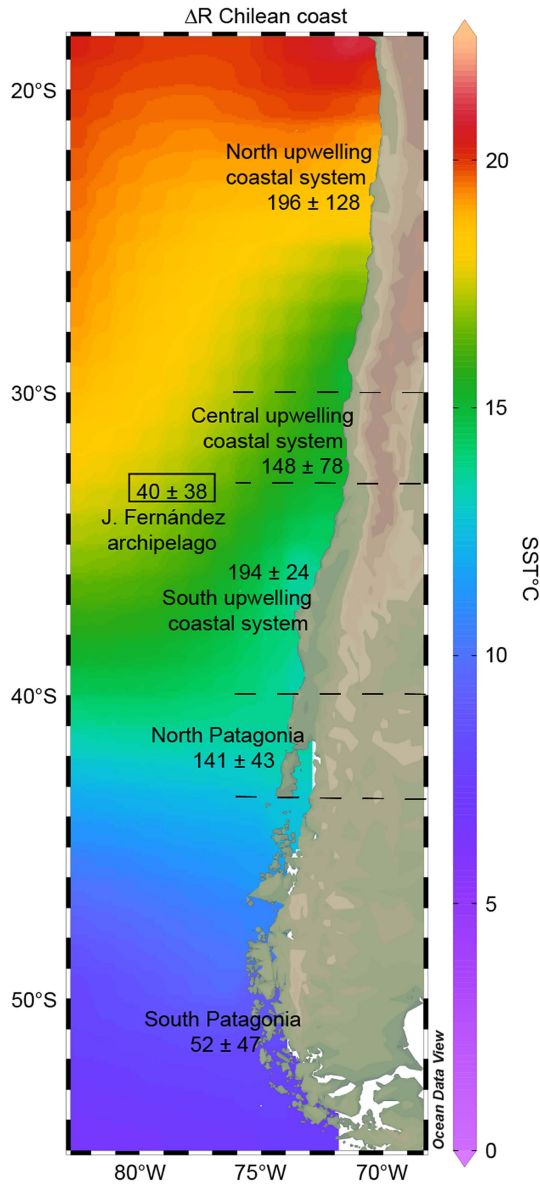 ΔR Chilean coast
20°S
North upwelling
coastal system
196 ± 128
20
30°S
15
Central upwelling
coastal system
148 ± 78
40 ± 38
J. Fernández
archipelago
194 ± 24
South upwelling
coastal system
SST°C
10
40°S
North Patagonia
141 ± 43
5
50°S
South Patagonia
52 ± 47
Ocean Data View
0
80°W
75°W
70°W